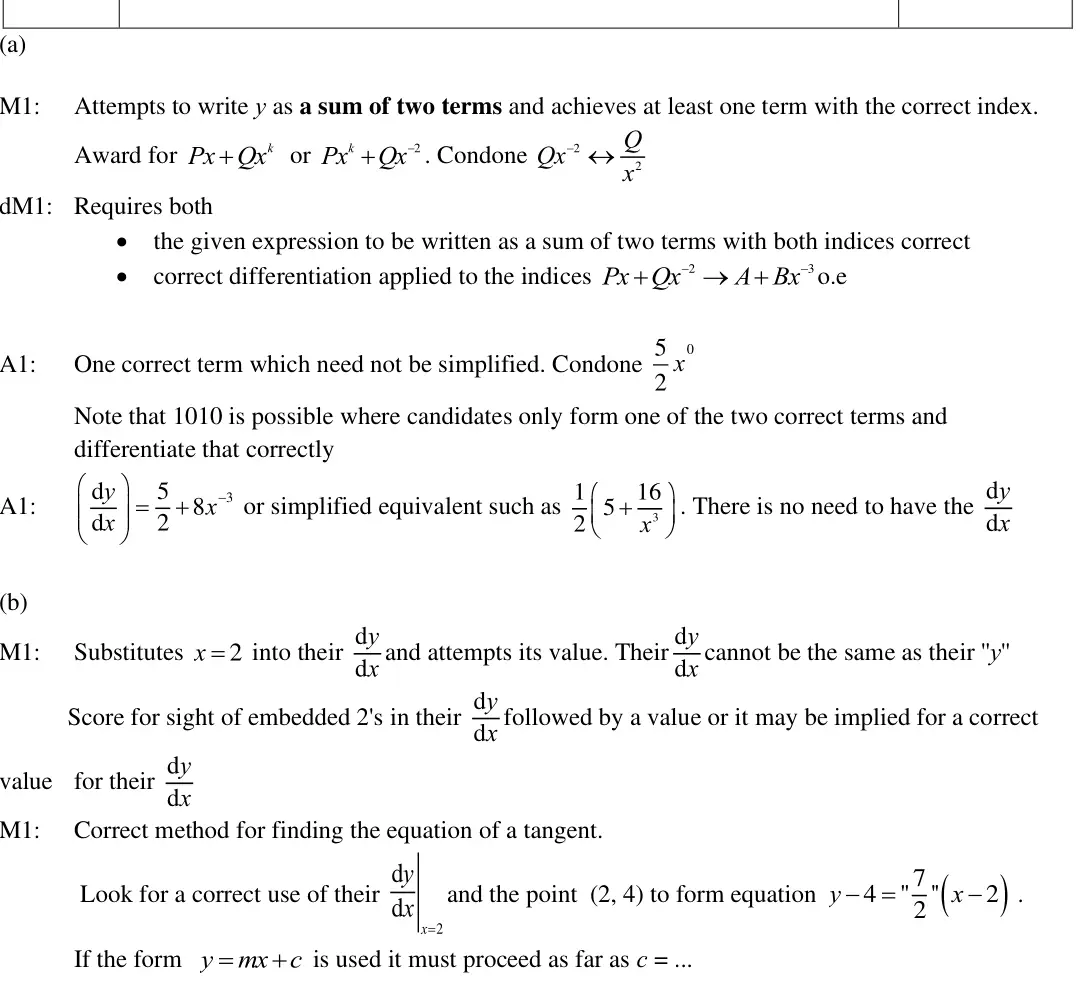 (a)
M1: Attempts to write y as a sum of two terms and achieves at least one term with the correct index.
Award for Px + Qx^k or Px^k + Qx^−2. Condone Qx^−2 ↔ Q/x^2
dM1: Requires both
• the given expression to be written as a sum of two terms with both indices correct
• correct differentiation applied to the indices Px + Qx^−2 → A + Bx^−3 o.e
A1: One correct term which need not be simplified. Condone 5/2 x^0
Note that 1010 is possible where candidates only form one of the two correct terms and
differentiate that correctly
A1: (dy/dx) = 5/2 + 8x^−3 or simplified equivalent such as 1/2 (5 + 16/x^3). There is no need to have the dy/dx
(b)
M1: Substitutes x = 2 into their dy/dx and attempts its value. Their dy/dx cannot be the same as their "y"
Score for sight of embedded 2's in their dy/dx followed by a value or it may be implied for a correct
value for their dy/dx
M1: Correct method for finding the equation of a tangent.
Look for a correct use of their dy/dx|x=2 and the point (2, 4) to form equation y − 4 = "7/2"(x − 2) .
If the form y = mx + c is used it must proceed as far as c = ...